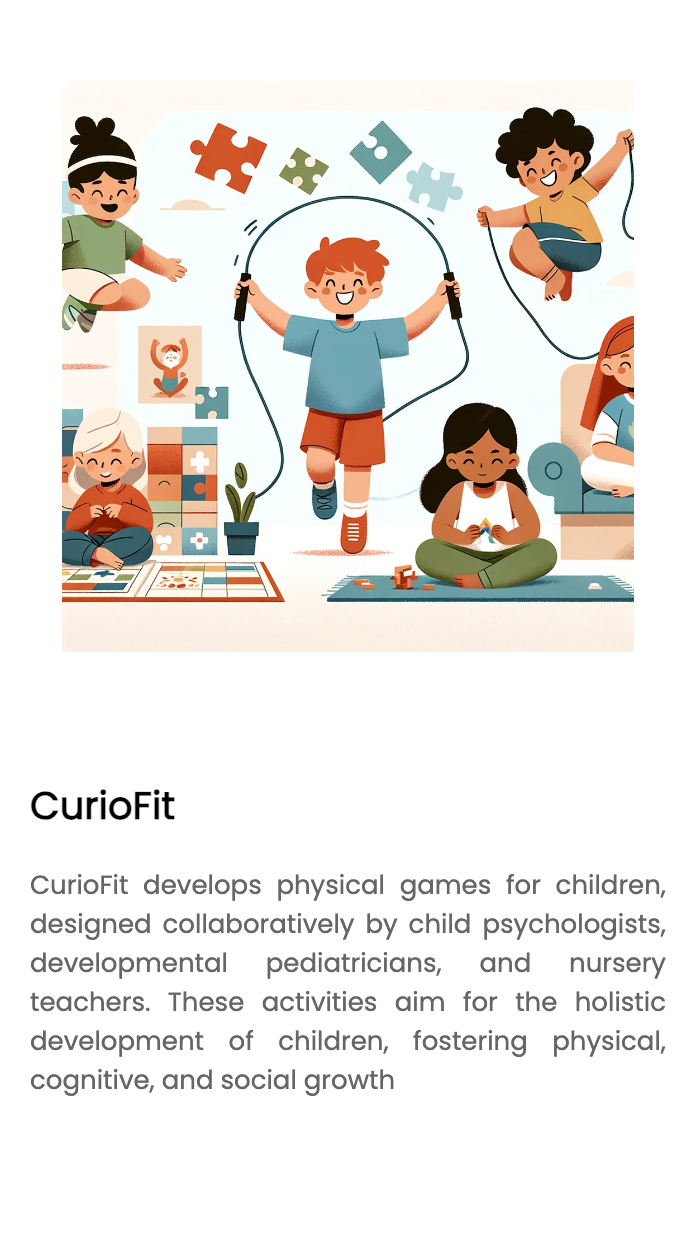 CurioFit
CurioFit develops physical games for children,
designed collaboratively by child psychologists,
developmental pediatricians, and nursery
teachers. These activities aim for the holistic
development of children, fostering physical,
cognitive, and social growth